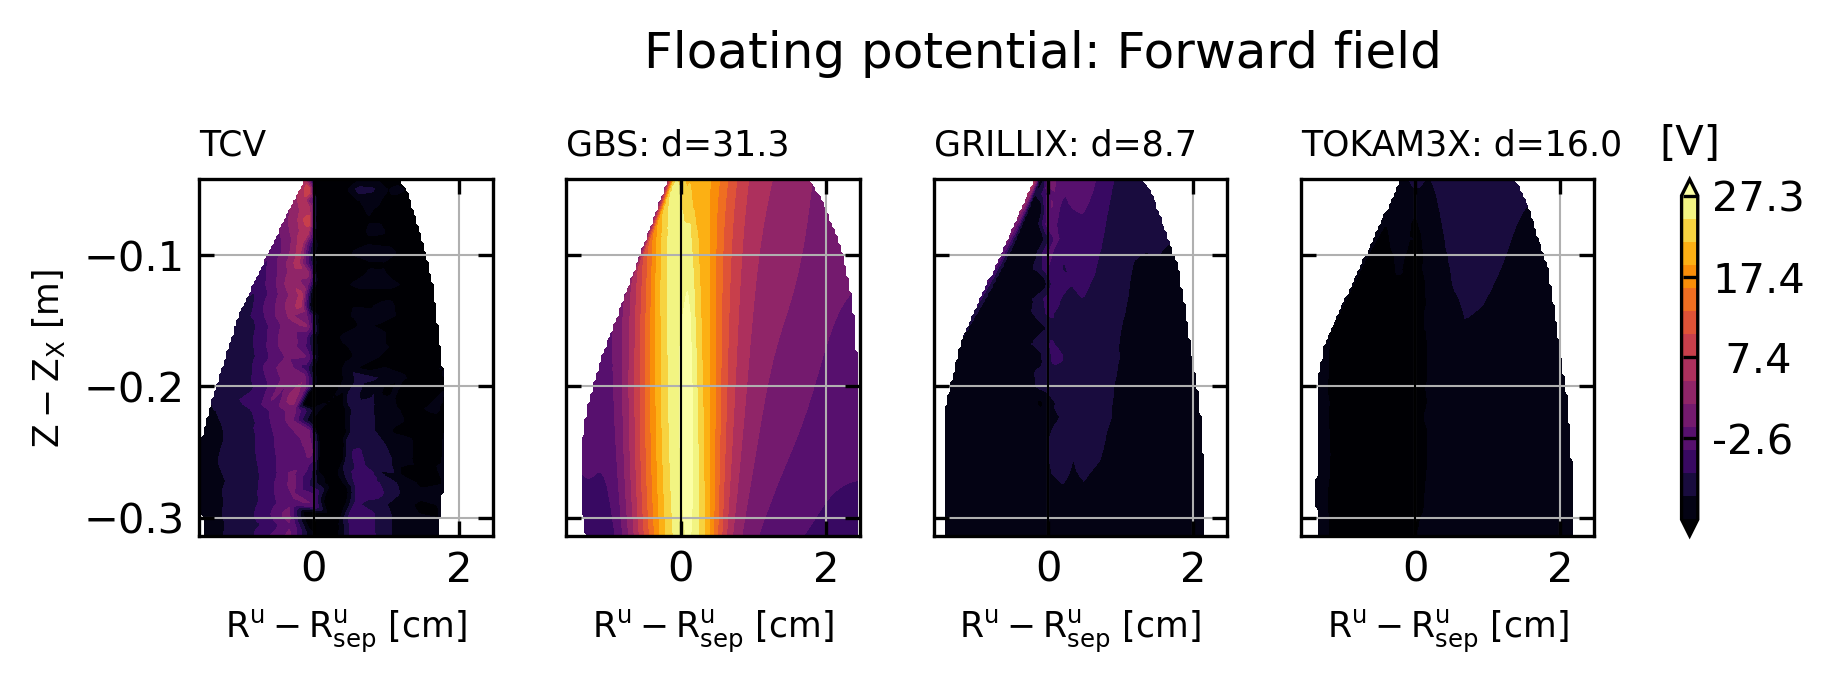 Floating potential: Forward field
TCV
GBS: d=31.3
GRILLIX: d=8.7
TOKAM3X: d=16.0
[V]
27.3
17.4
7.4
-2.6
Z − Z_X [m]
−0.1
−0.2
−0.3
0 2
0 2
0 2
0 2
R^u − R^u_sep [cm]
R^u − R^u_sep [cm]
R^u − R^u_sep [cm]
R^u − R^u_sep [cm]